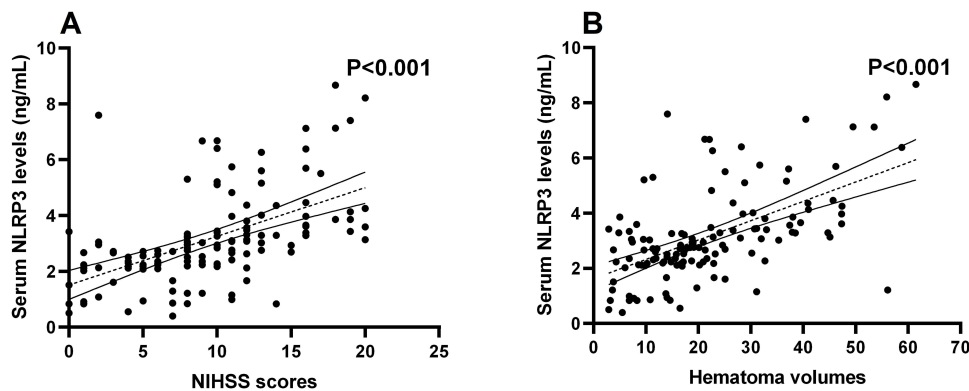 A
P<0.001
Serum NLRP3 levels (ng/mL)
10
8
6
4
2
0
0 5 10 15 20 25
NIHSS scores
B
P<0.001
Serum NLRP3 levels (ng/mL)
10
8
6
4
2
0
0 10 20 30 40 50 60 70
Hematoma volumes